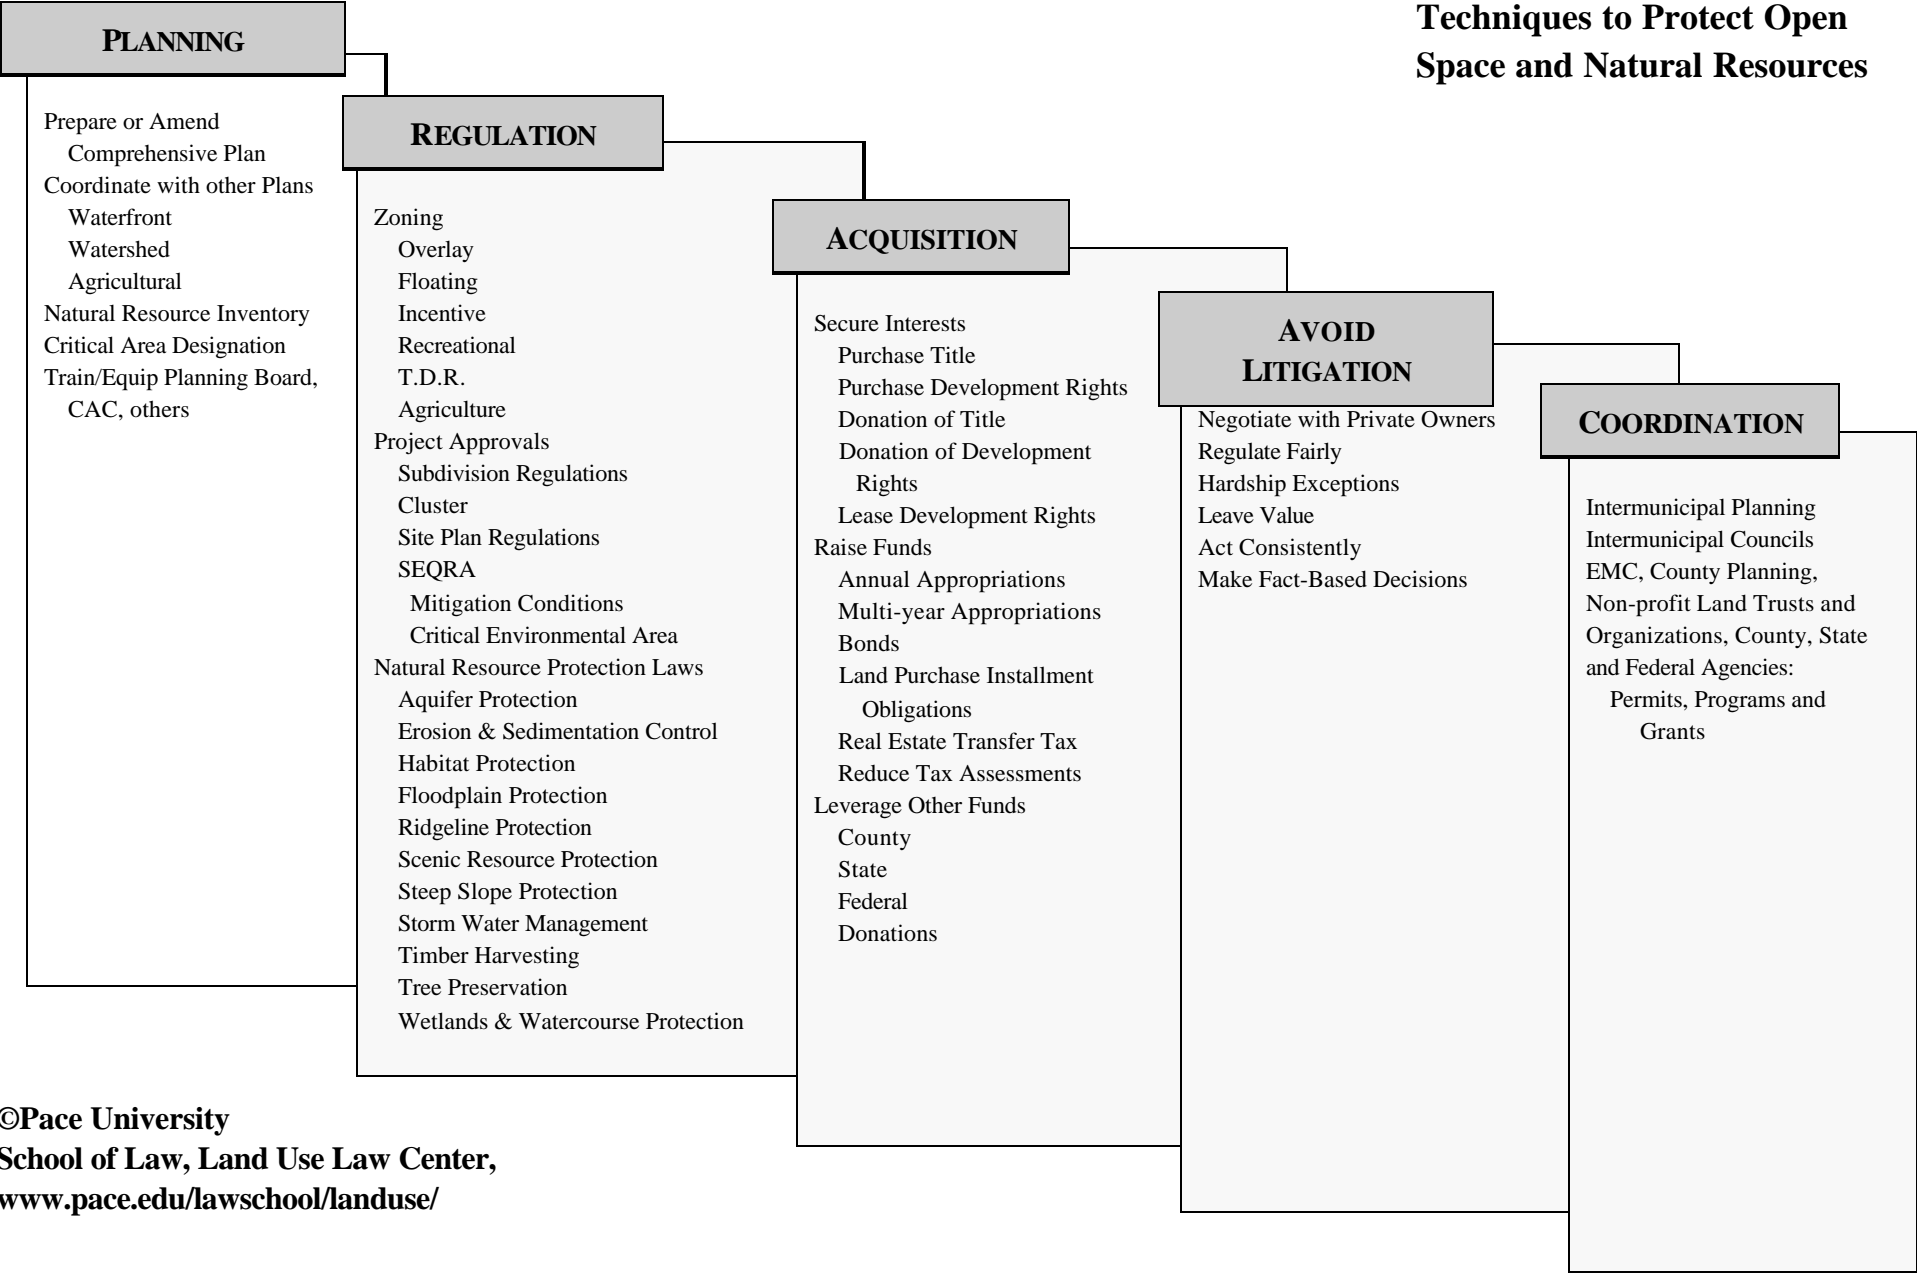 Techniques to Protect Open
Space and Natural Resources
PLANNING
Prepare or Amend
Comprehensive Plan
Coordinate with other Plans
Waterfront
Watershed
Agricultural
Natural Resource Inventory
Critical Area Designation
Train/Equip Planning Board,
CAC, others
REGULATION
Zoning
Overlay
Floating
Incentive
Recreational
T.D.R.
Agriculture
Project Approvals
Subdivision Regulations
Cluster
Site Plan Regulations
SEQRA
Mitigation Conditions
Critical Environmental Area
Natural Resource Protection Laws
Aquifer Protection
Erosion & Sedimentation Control
Habitat Protection
Floodplain Protection
Ridgeline Protection
Scenic Resource Protection
Steep Slope Protection
Storm Water Management
Timber Harvesting
Tree Preservation
Wetlands & Watercourse Protection
ACQUISITION
Secure Interests
Purchase Title
Purchase Development Rights
Donation of Title
Donation of Development
Rights
Lease Development Rights
Raise Funds
Annual Appropriations
Multi-year Appropriations
Bonds
Land Purchase Installment
Obligations
Real Estate Transfer Tax
Reduce Tax Assessments
Leverage Other Funds
County
State
Federal
Donations
AVOID
LITIGATION
Negotiate with Private Owners
Regulate Fairly
Hardship Exceptions
Leave Value
Act Consistently
Make Fact-Based Decisions
COORDINATION
Intermunicipal Planning
Intermunicipal Councils
EMC, County Planning,
Non-profit Land Trusts and
Organizations, County, State
and Federal Agencies:
Permits, Programs and
Grants
©Pace University
School of Law, Land Use Law Center,
www.pace.edu/lawschool/landuse/